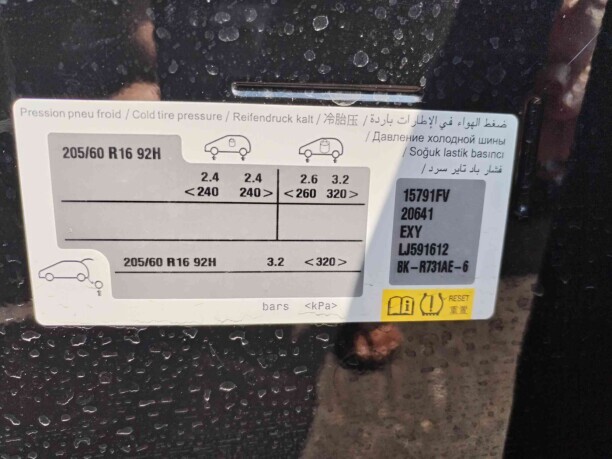 Pression pneu froid / Cold tire pressure / Reifendruck kalt / 冷胎压 / ضغط الهواء في الإطارات باردة
/ Давление холодной шины
/ Soğuk lastik basıncı
فشار باد تایر سرد /
205/60 R16 92H
2.4 2.4 2.6 3.2
<240 240> <260 320>
205/60 R16 92H 3.2 <320>
bars <kPa>
15791FV
20641
EXY
LJ591612
BK-R731AE-6
RESET
重置